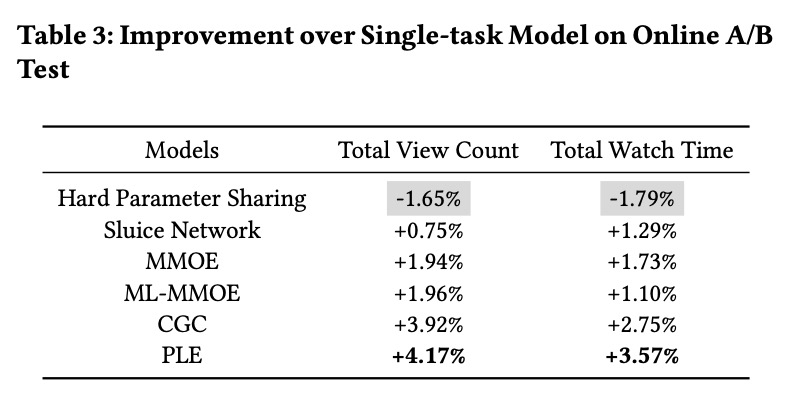 Table 3: Improvement over Single-task Model on Online A/B
Test
Models Total View Count Total Watch Time
Hard Parameter Sharing -1.65% -1.79%
Sluice Network +0.75% +1.29%
MMOE +1.94% +1.73%
ML-MMOE +1.96% +1.10%
CGC +3.92% +2.75%
PLE +4.17% +3.57%